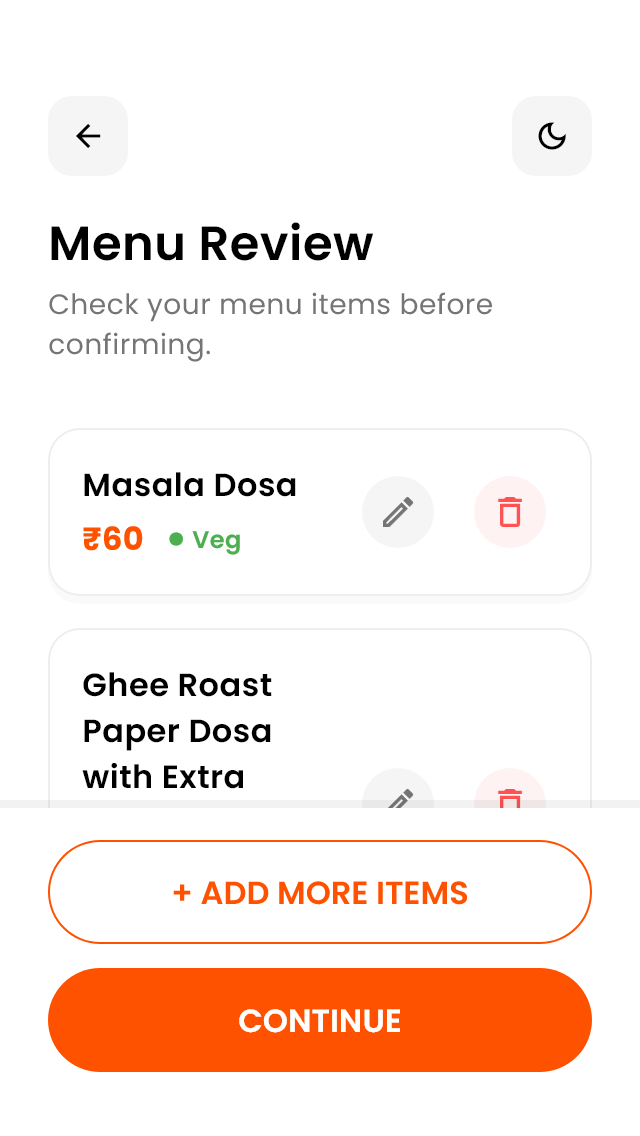 Menu Review
Check your menu items before
confirming.
Masala Dosa
₹60 Veg
Ghee Roast
Paper Dosa
with Extra
+ ADD MORE ITEMS
CONTINUE